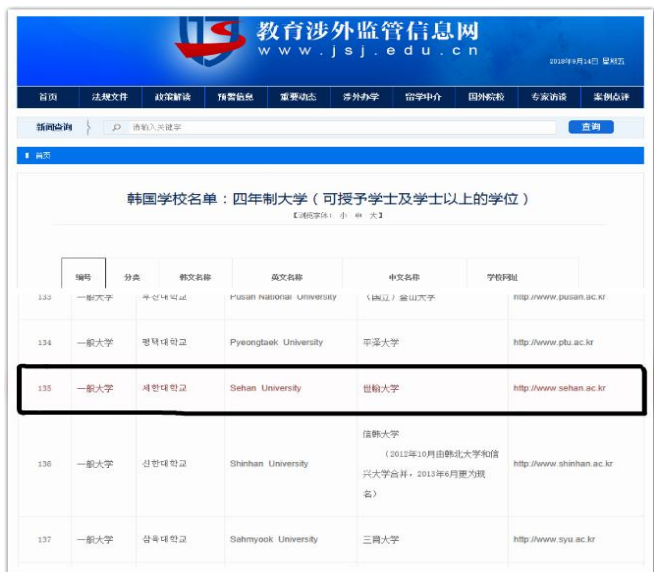 教育涉外监管信息网
www.jsj.edu.cn
2018年9月14日 星期五
首页 法规文件 政策解读 预警信息 重要动态 涉外办学 留学中介 国外院校 专家访谈 案例点评
新闻查询 请输入关键字 查询
首页
韩国学校名单：四年制大学（可授予学士及学士以上的学位）
【浏览字体： 小 中 大】
编号 分类 韩文名称 英文名称 中文名称 学校网址
133 一般大学 부산대학교 Pusan National University （国立）釜山大学 http://www.pusan.ac.kr
134 一般大学 평택대학교 Pyeongtaek University 平泽大学 http://www.ptu.ac.kr
135 一般大学 세한대학교 Sehan University 世翰大学 http://www.sehan.ac.kr
136 一般大学 신한대학교 Shinhan University 信韩大学
（2012年10月由韩北大学和信
兴大学合并，2013年6月更为现
名） http://www.shinhan.ac.kr
137 一般大学 삼육대학교 Sahmyook University 三育大学 http://www.syu.ac.kr